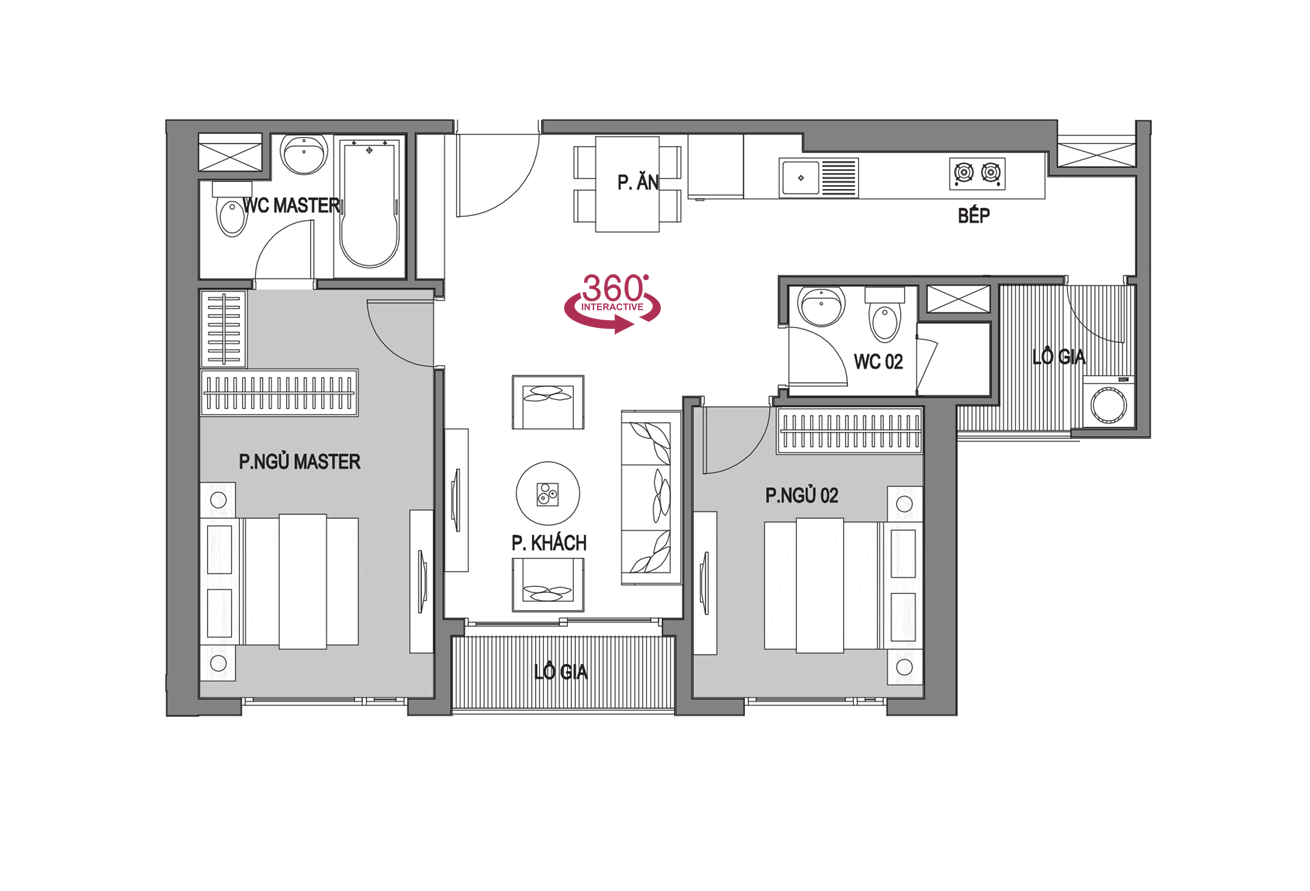 P. ĂN
WC MASTER
BẾP
360°
INTERACTIVE
LÔ GIA
WC 02
P.NGỦ MASTER
P.NGỦ 02
P. KHÁCH
LÔ GIA